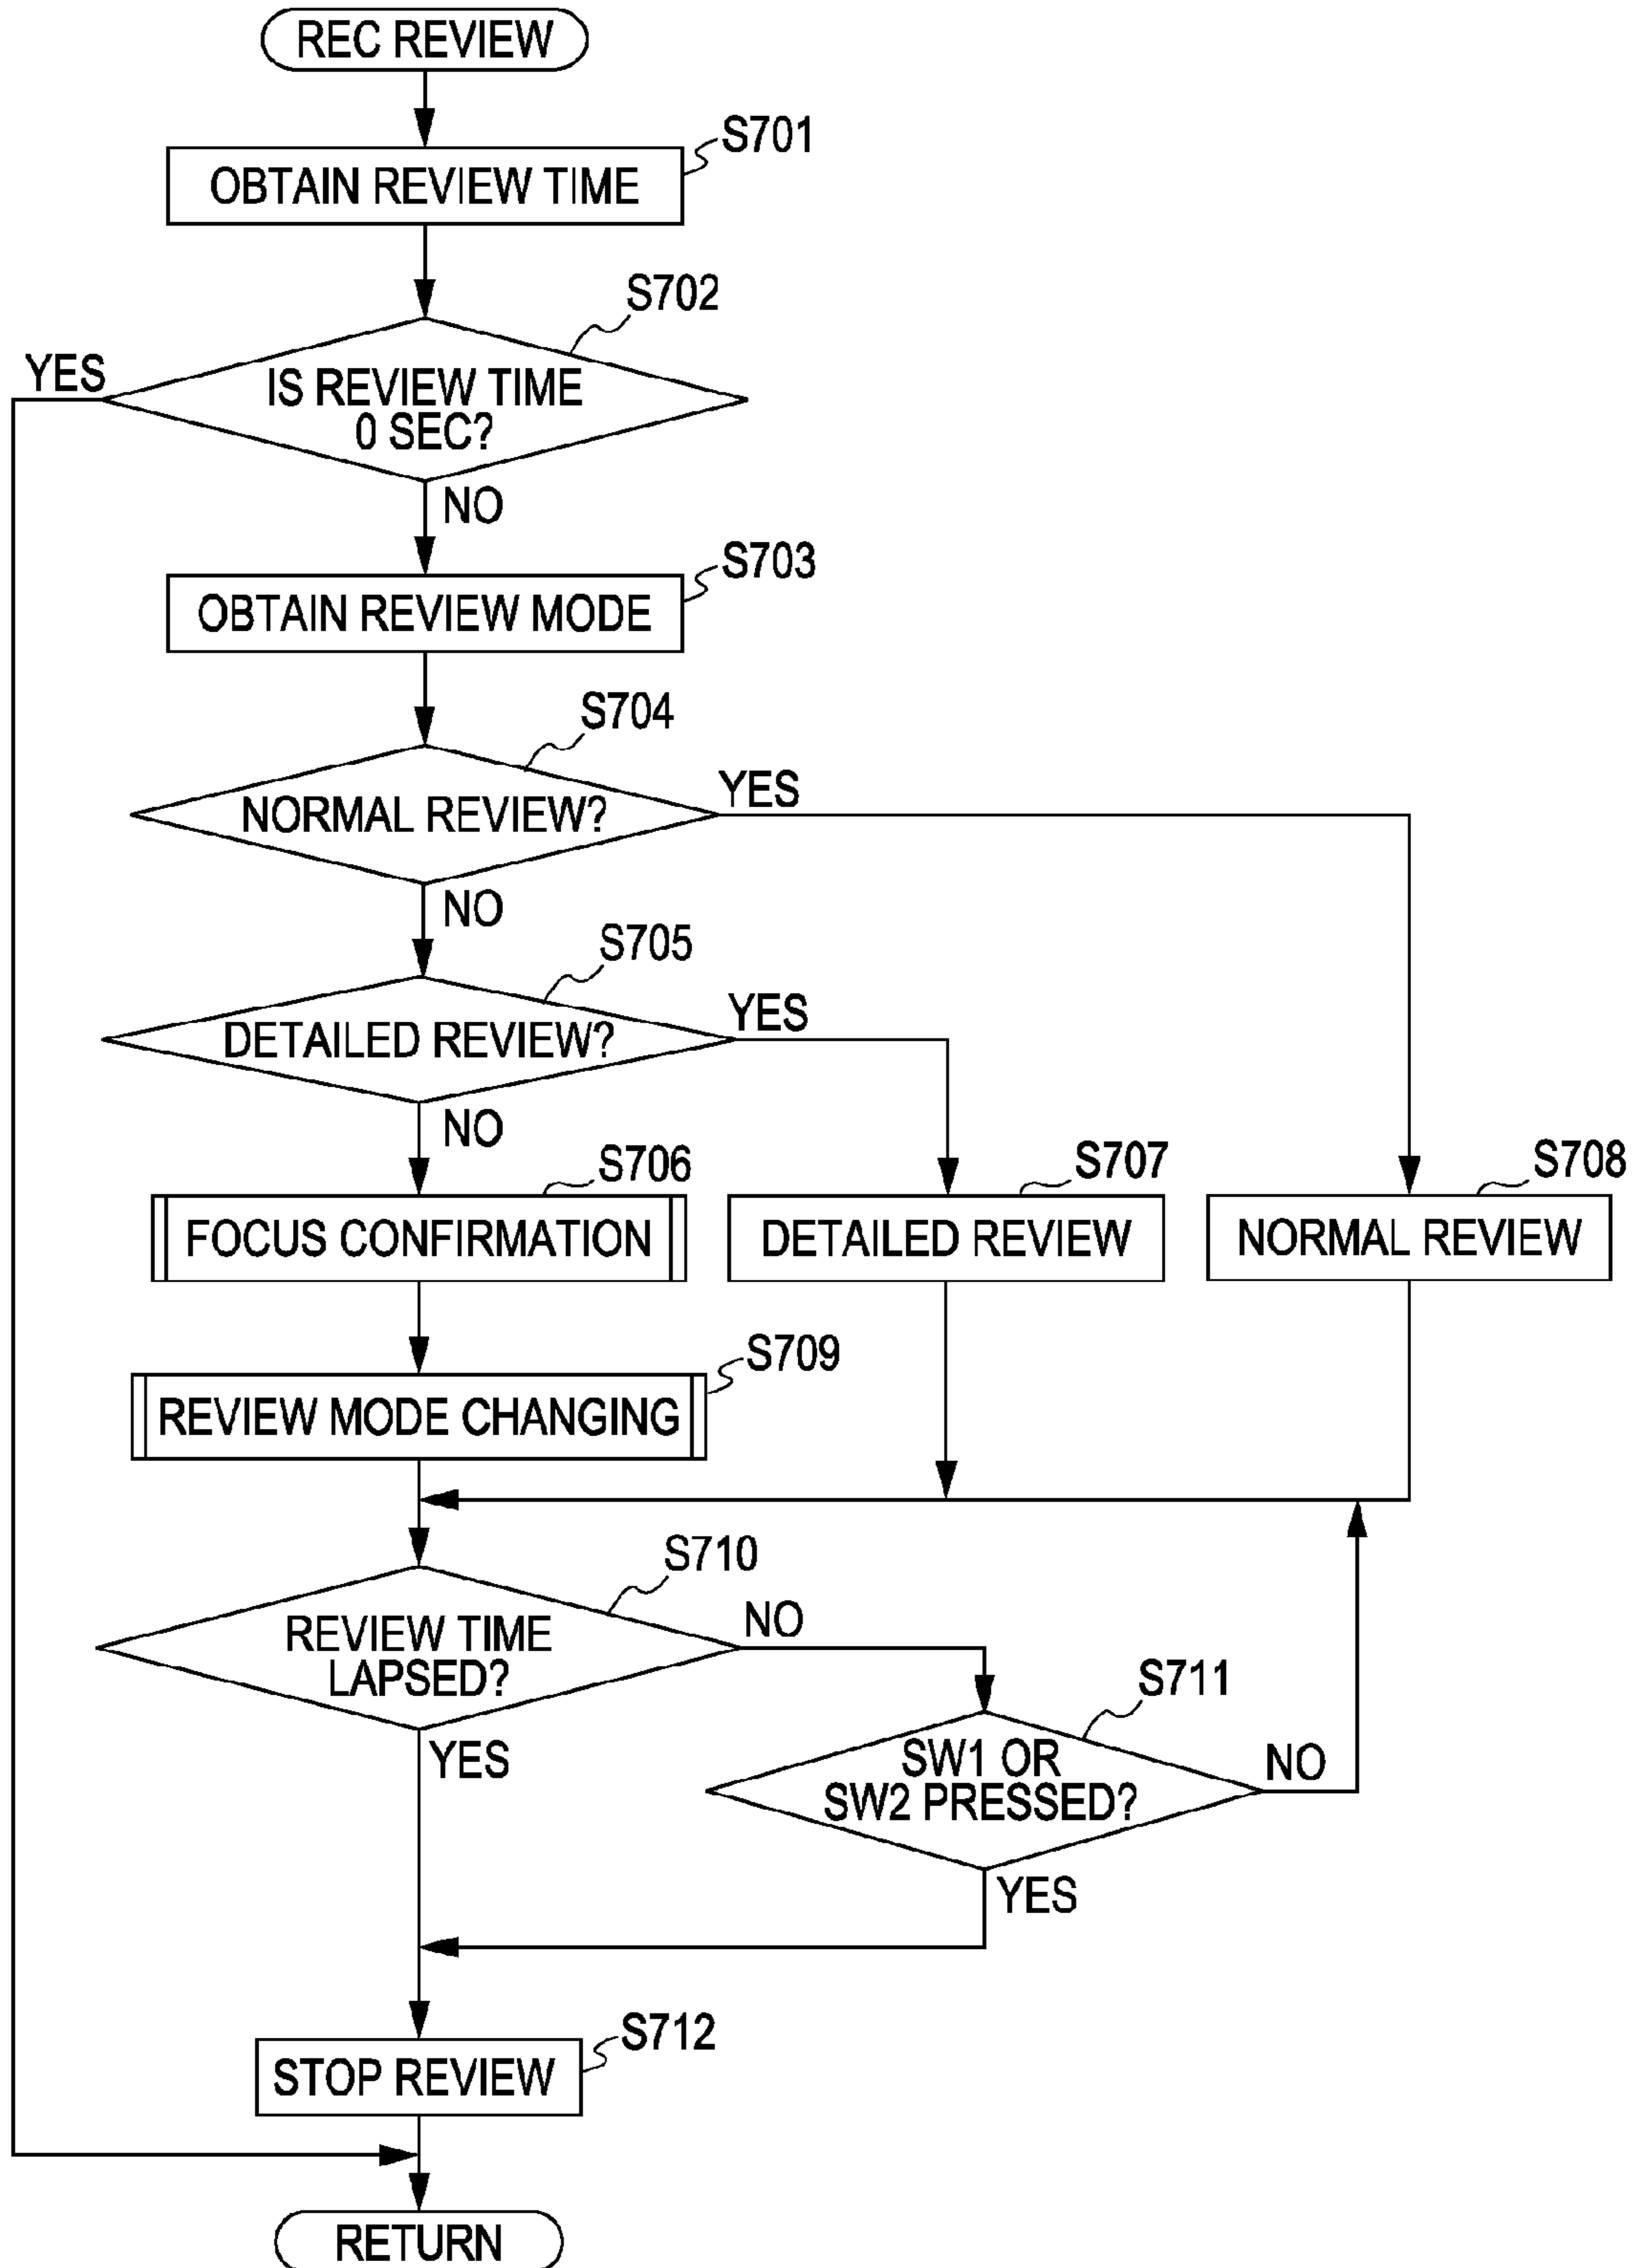 REC REVIEW
S701
OBTAIN REVIEW TIME
S702
YES
IS REVIEW TIME
0 SEC?
NO
S703
OBTAIN REVIEW MODE
S704
NORMAL REVIEW?
YES
NO
S705
DETAILED REVIEW?
YES
NO
S706
S707
S708
FOCUS CONFIRMATION
DETAILED REVIEW
NORMAL REVIEW
S709
REVIEW MODE CHANGING
S710
REVIEW TIME
LAPSED?
NO
YES
S711
SW1 OR
SW2 PRESSED?
NO
YES
S712
STOP REVIEW
RETURN